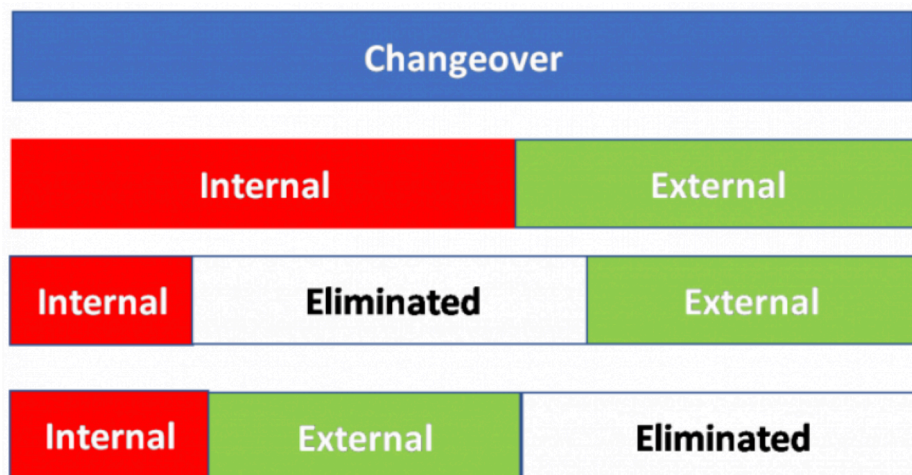 Changeover
Internal External
Internal Eliminated External
Internal External Eliminated